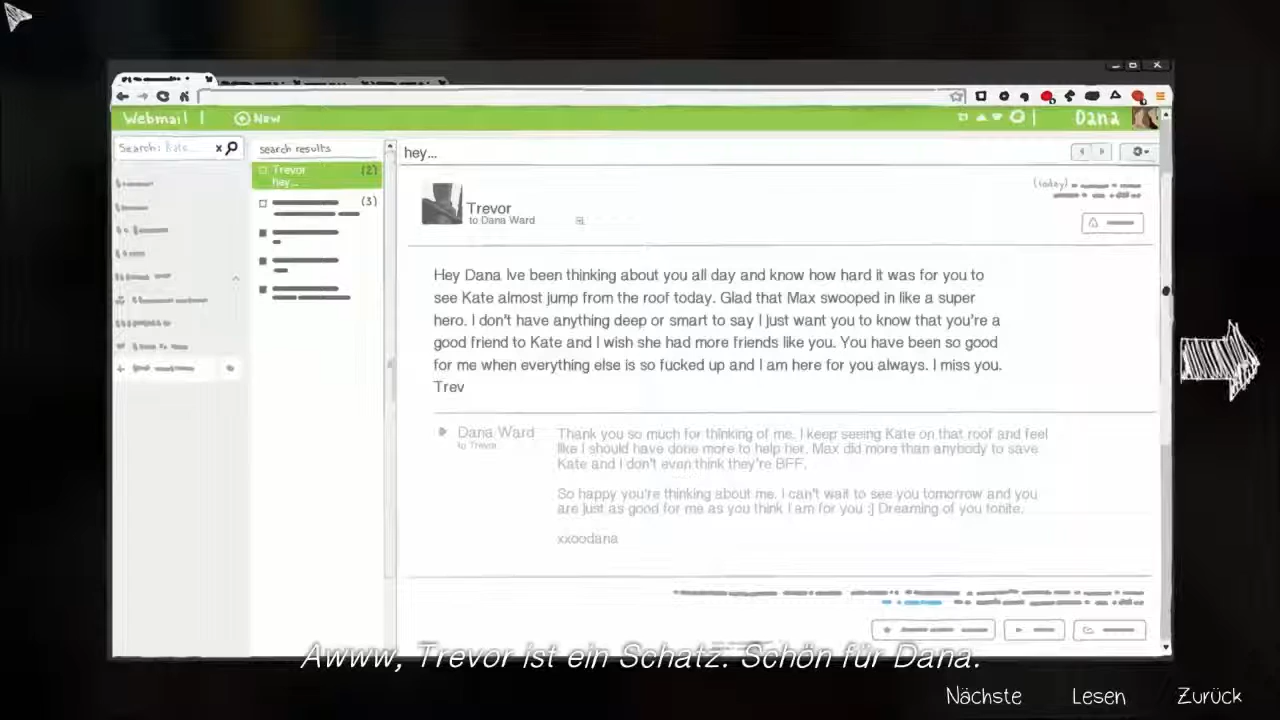 Webmail
New
Dana
Search: Kate
search results
hey...
Trevor (2)
hey...
(3)
(today)
Trevor
to Dana Ward
Hey Dana Ive been thinking about you all day and know how hard it was for you to
see Kate almost jump from the roof today. Glad that Max swooped in like a super
hero. I don't have anything deep or smart to say I just want you to know that you're a
good friend to Kate and I wish she had more friends like you. You have been so good
for me when everything else is so fucked up and I am here for you always. I miss you.
Trev
Dana Ward
to Trevor
Thank you so much for thinking of me. I keep seeing Kate on that roof and feel
like I should have done more to help her. Max did more than anybody to save
Kate and I don't even think they're BFF.
So happy you're thinking about me. I can't wait to see you tomorrow and you
are just as good for me as you think I am for you :] Dreaming of you tonite.
xxoodana
Awww, Trevor ist ein Schatz. Schön für Dana.
Nächste Lesen Zurück